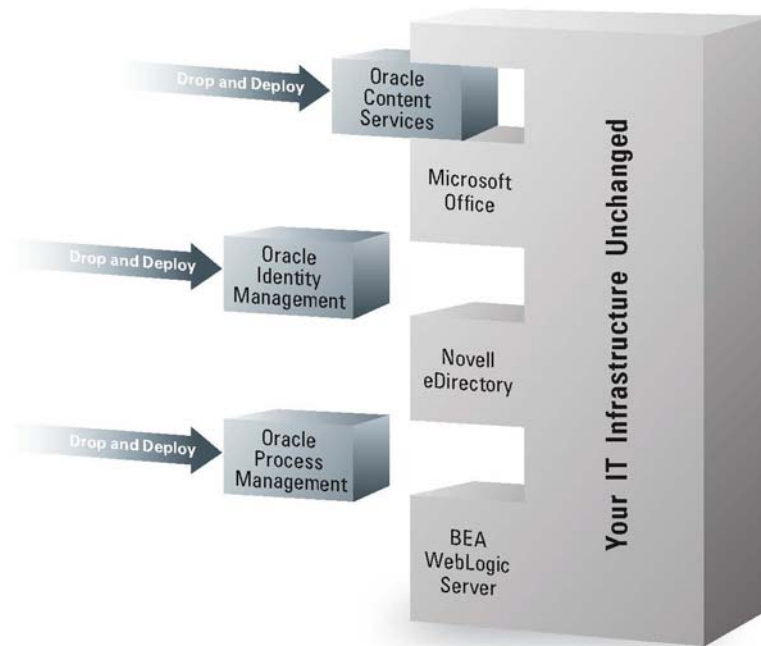 Drop and Deploy
Oracle
Content
Services
Microsoft
Office
Drop and Deploy
Oracle
Identity
Management
Novell
eDirectory
Drop and Deploy
Oracle
Process
Management
BEA
WebLogic
Server
Your IT Infrastructure Unchanged